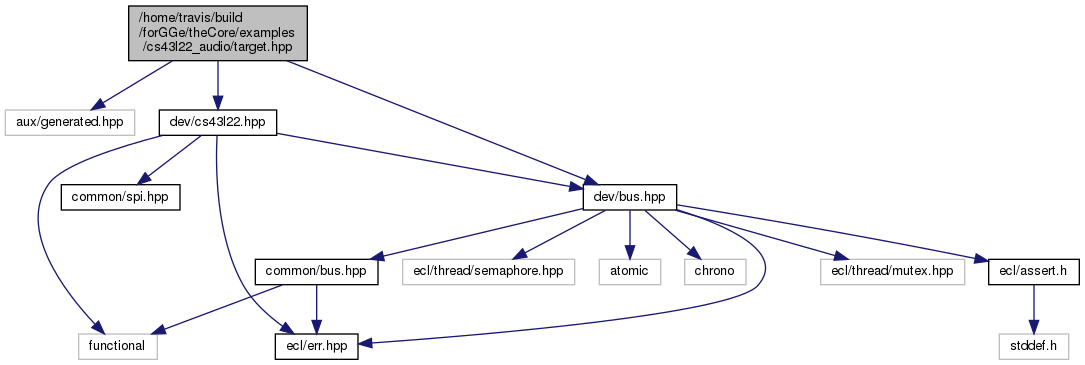 /home/travis/build
/forGGe/theCore/examples
/cs43l22_audio/target.hpp
aux/generated.hpp
dev/cs43l22.hpp
common/spi.hpp
dev/bus.hpp
common/bus.hpp
ecl/thread/semaphore.hpp
atomic
chrono
ecl/thread/mutex.hpp
ecl/assert.h
functional
ecl/err.hpp
stddef.h